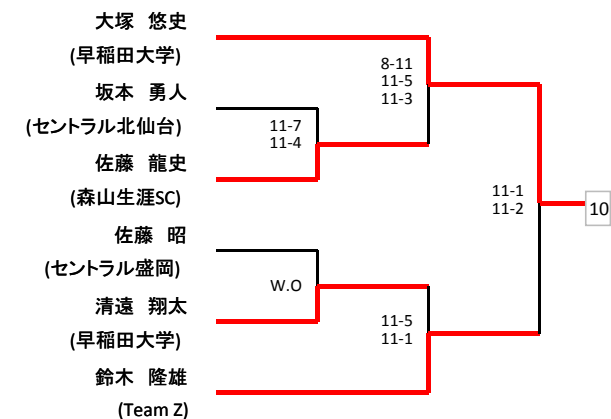 大塚　悠史
(早稲田大学)
坂本　勇人
(セントラル北仙台)
佐藤　龍史
(森山生涯SC)
佐藤　昭
(セントラル盛岡)
清遠　翔太
(早稲田大学)
鈴木　隆雄
(Team Z)
11-7
11-4
W.O
8-11
11-5
11-3
11-5
11-1
11-1
11-2
10